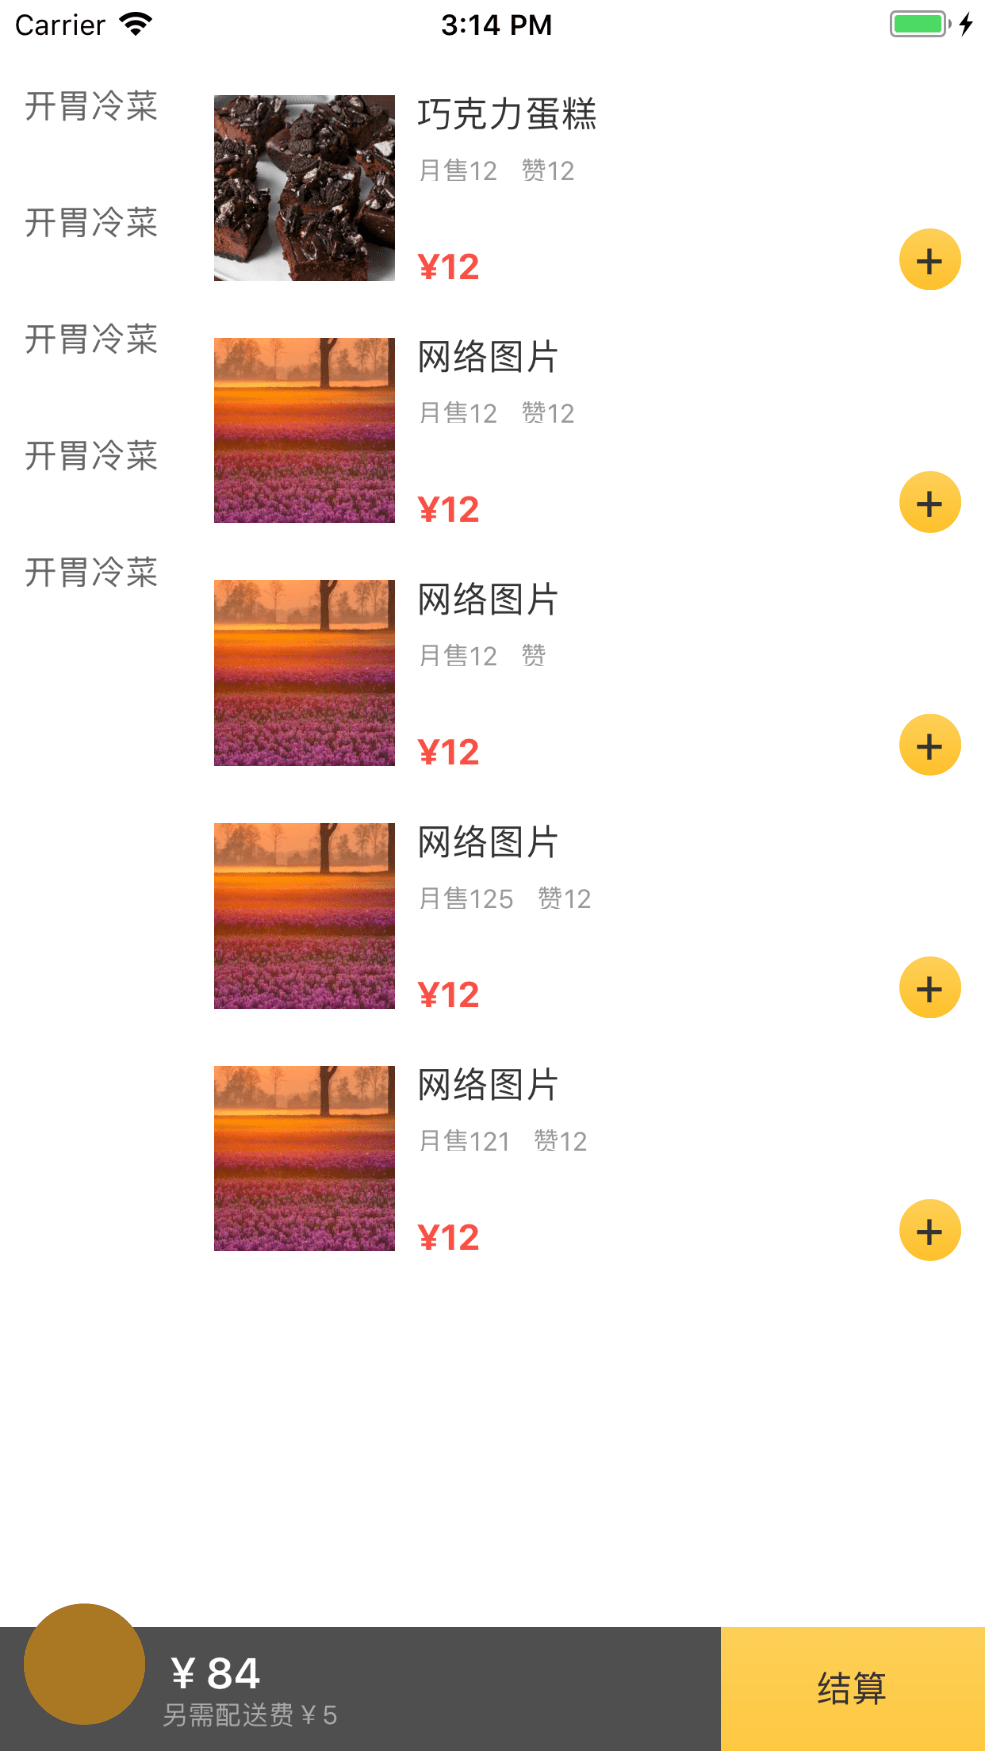 Carrier 3:14 PM
开胃冷菜
开胃冷菜
开胃冷菜
开胃冷菜
开胃冷菜
巧克力蛋糕
月售12 赞12
¥12
+
网络图片
月售12 赞12
¥12
+
网络图片
月售12 赞
¥12
+
网络图片
月售125 赞12
¥12
+
网络图片
月售121 赞12
¥12
+
¥ 84
另需配送费¥5
结算